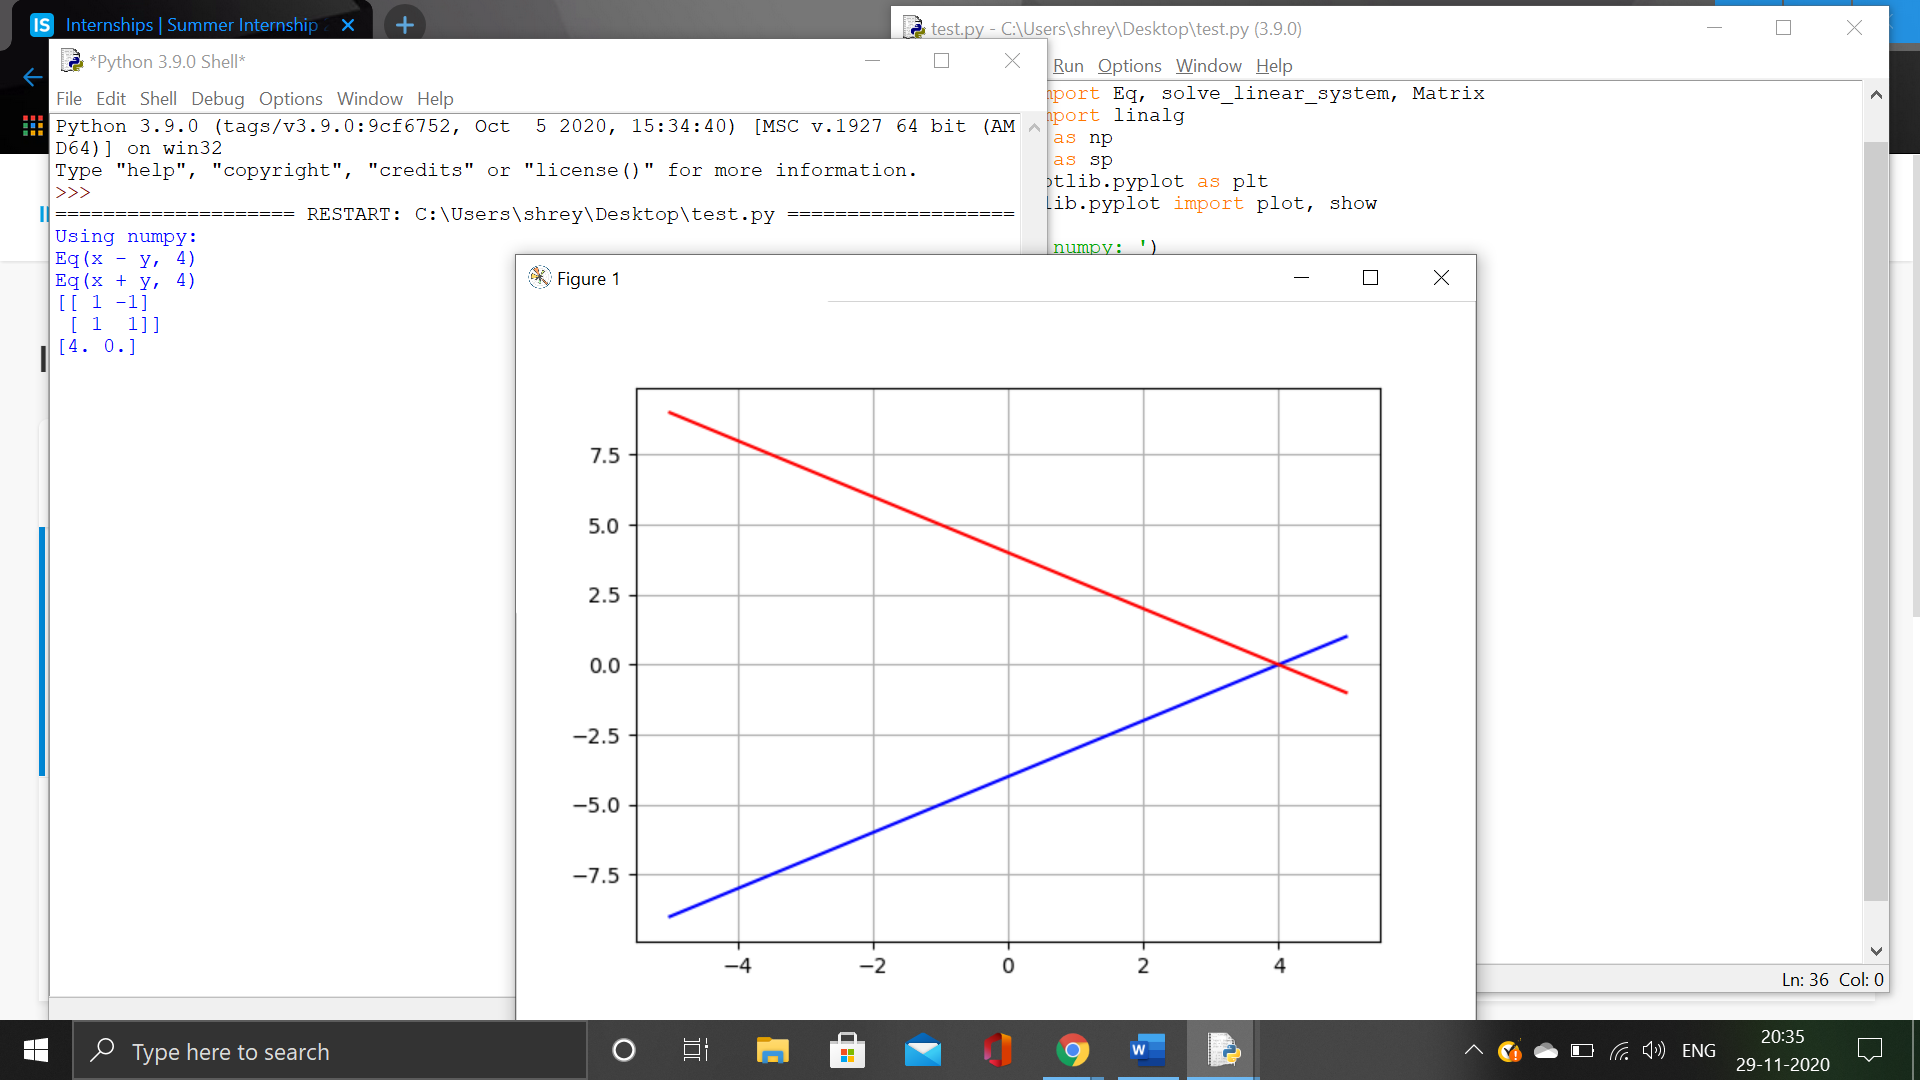 Internships | Summer Internship
*Python 3.9.0 Shell*
File Edit Shell Debug Options Window Help
Python 3.9.0 (tags/v3.9.0:9cf6752, Oct  5 2020, 15:34:40) [MSC v.1927 64 bit (AM
D64)] on win32
Type "help", "copyright", "credits" or "license()" for more information.
>>>
==================== RESTART: C:\Users\shrey\Desktop\test.py ===================
Using numpy:
Eq(x - y, 4)
Eq(x + y, 4)
[[ 1 -1]
 [ 1  1]]
[4. 0.]
test.py - C:\Users\shrey\Desktop\test.py (3.9.0)
Run Options Window Help
mport Eq, solve_linear_system, Matrix
mport linalg
as np
as sp
otlib.pyplot as plt
lib.pyplot import plot, show
numpy: ')
Ln: 36 Col: 0
Figure 1
7.5
5.0
2.5
0.0
−2.5
−5.0
−7.5
−4 −2 0 2 4
Type here to search
ENG
20:35
29-11-2020